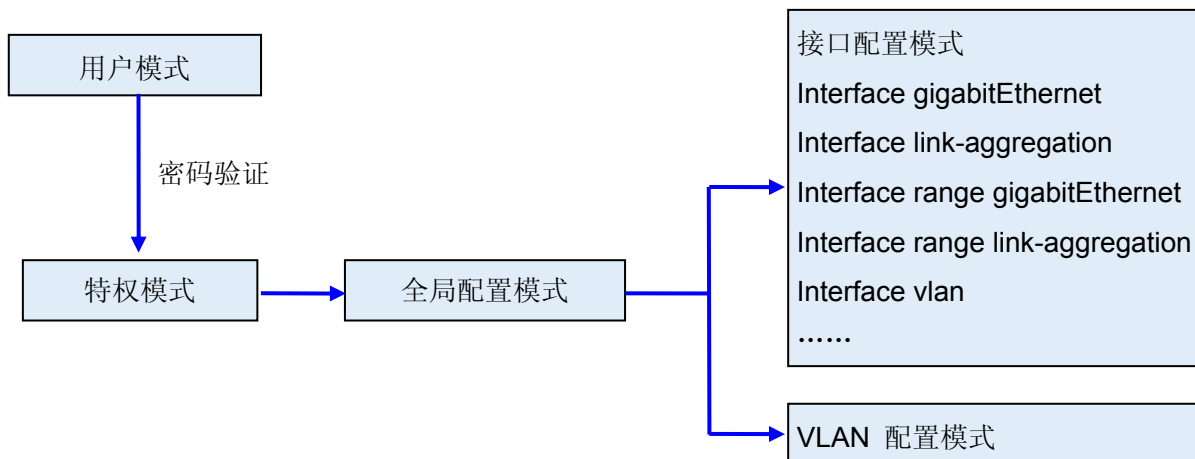 用户模式
密码验证
特权模式
全局配置模式
接口配置模式
Interface gigabitEthernet
Interface link-aggregation
Interface range gigabitEthernet
Interface range link-aggregation
Interface vlan
……
VLAN 配置模式